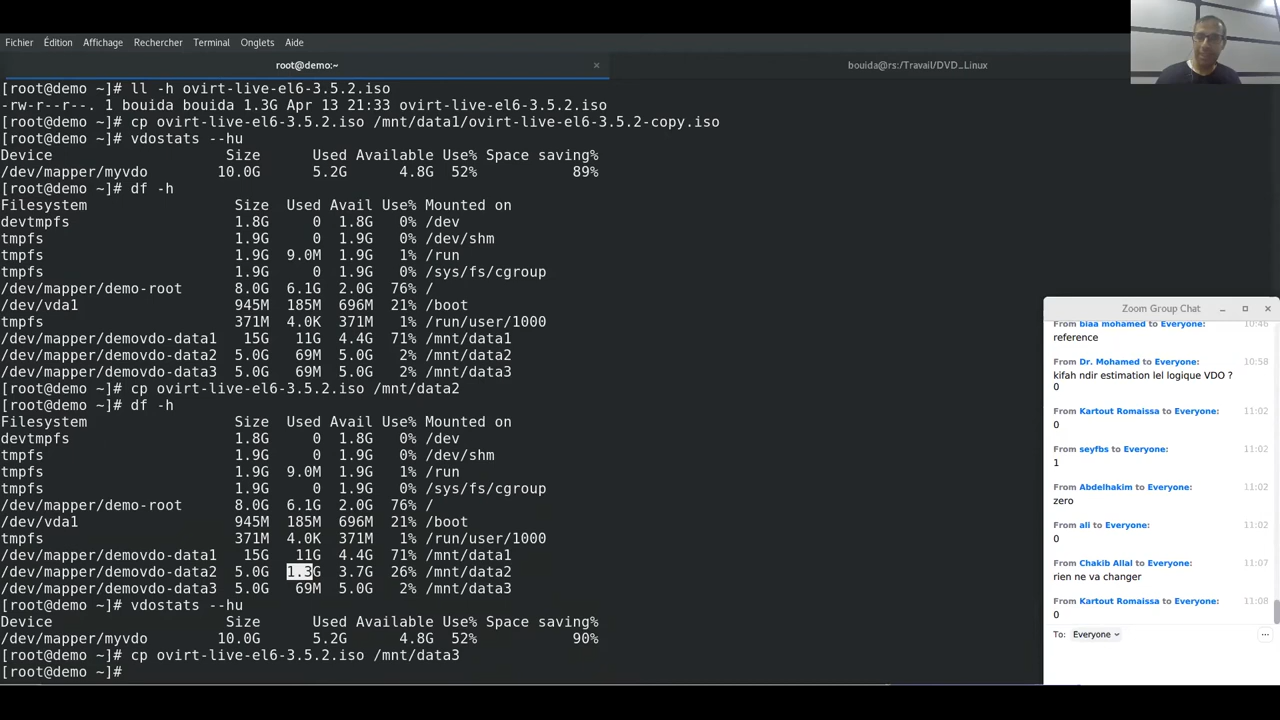 Fichier Édition Affichage Rechercher Terminal Onglets Aide
root@demo:~ × bouida@rs:/Travail/DVD_Linux
[root@demo ~]# ll -h ovirt-live-el6-3.5.2.iso
-rw-r--r--. 1 bouida bouida 1.3G Apr 13 21:33 ovirt-live-el6-3.5.2.iso
[root@demo ~]# cp ovirt-live-el6-3.5.2.iso /mnt/data1/ovirt-live-el6-3.5.2-copy.iso
[root@demo ~]# vdostats --hu
Device Size Used Available Use% Space saving%
/dev/mapper/myvdo 10.0G 5.2G 4.8G 52% 89%
[root@demo ~]# df -h
Filesystem Size Used Avail Use% Mounted on
devtmpfs 1.8G 0 1.8G 0% /dev
tmpfs 1.9G 0 1.9G 0% /dev/shm
tmpfs 1.9G 9.0M 1.9G 1% /run
tmpfs 1.9G 0 1.9G 0% /sys/fs/cgroup
/dev/mapper/demo-root 8.0G 6.1G 2.0G 76% /
/dev/vda1 945M 185M 696M 21% /boot
tmpfs 371M 4.0K 371M 1% /run/user/1000
/dev/mapper/demovdo-data1 15G 11G 4.4G 71% /mnt/data1
/dev/mapper/demovdo-data2 5.0G 69M 5.0G 2% /mnt/data2
/dev/mapper/demovdo-data3 5.0G 69M 5.0G 2% /mnt/data3
[root@demo ~]# cp ovirt-live-el6-3.5.2.iso /mnt/data2
[root@demo ~]# df -h
Filesystem Size Used Avail Use% Mounted on
devtmpfs 1.8G 0 1.8G 0% /dev
tmpfs 1.9G 0 1.9G 0% /dev/shm
tmpfs 1.9G 9.0M 1.9G 1% /run
tmpfs 1.9G 0 1.9G 0% /sys/fs/cgroup
/dev/mapper/demo-root 8.0G 6.1G 2.0G 76% /
/dev/vda1 945M 185M 696M 21% /boot
tmpfs 371M 4.0K 371M 1% /run/user/1000
/dev/mapper/demovdo-data1 15G 11G 4.4G 71% /mnt/data1
/dev/mapper/demovdo-data2 5.0G 1.3G 3.7G 26% /mnt/data2
/dev/mapper/demovdo-data3 5.0G 69M 5.0G 2% /mnt/data3
[root@demo ~]# vdostats --hu
Device Size Used Available Use% Space saving%
/dev/mapper/myvdo 10.0G 5.2G 4.8G 52% 90%
[root@demo ~]# cp ovirt-live-el6-3.5.2.iso /mnt/data3
[root@demo ~]#
Zoom Group Chat
From biaa mohamed to Everyone: 10:46
reference
From Dr. Mohamed to Everyone: 10:58
kifah ndir estimation lel logique VDO ?
0
From Kartout Romaissa to Everyone: 11:02
0
From seyfbs to Everyone: 11:02
1
From Abdelhakim to Everyone: 11:02
zero
From ali to Everyone: 11:02
0
From Chakib Allal to Everyone: 11:07
rien ne va changer
From Kartout Romaissa to Everyone: 11:08
0
To: Everyone